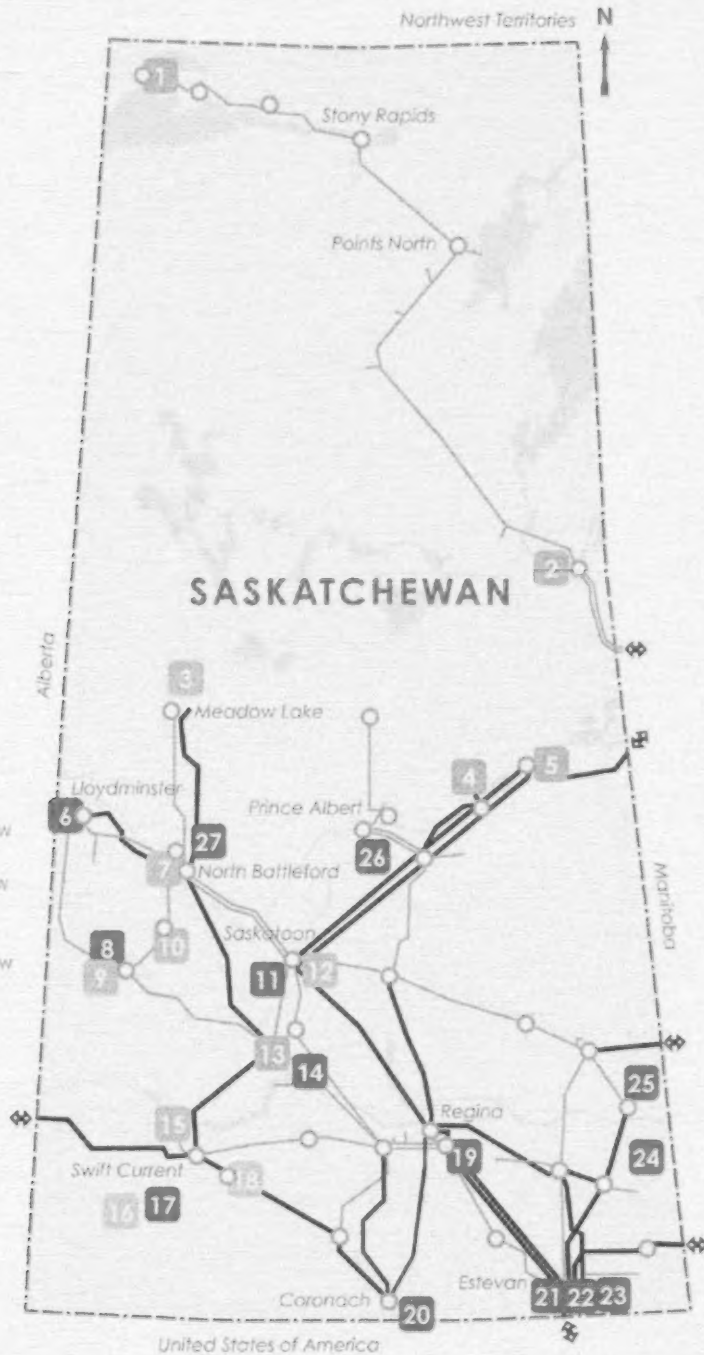 Northwest Territories
N
1
Stony Rapids
Points North
2
SASKATCHEWAN
Alberta
3
Meadow Lake
4
5
Lloydminster
6
Prince Albert
27
26
7
North Battleford
Manitoba
10
8
9
Saskatoon
11
12
13
14
25
15
Regina
Swift Current
19
24
18
16
17
Estevan
21
22
23
Coronach
20
United States of America
W
W
W